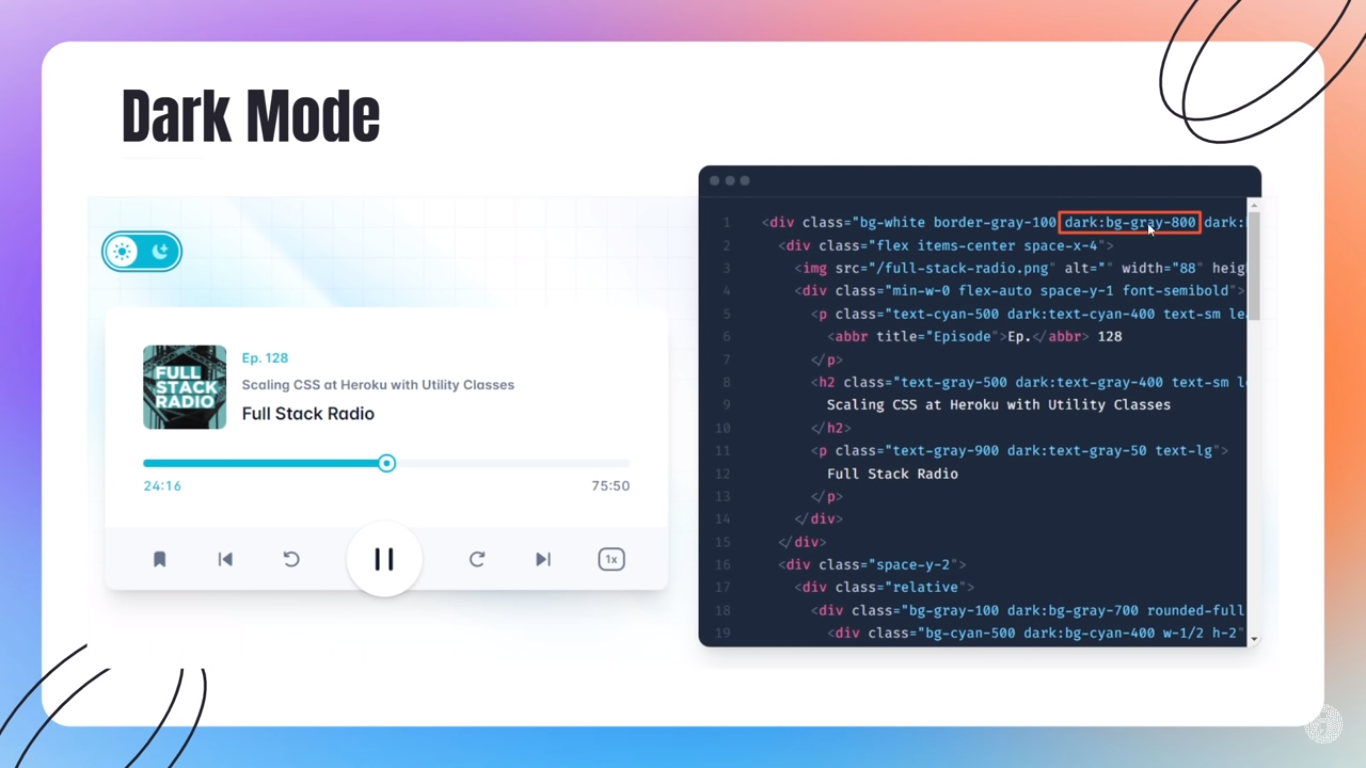 Dark Mode
FULL
STACK
RADIO
Ep. 128
Scaling CSS at Heroku with Utility Classes
Full Stack Radio
24:16 75:50
1x
1 <div class="bg-white border-gray-100 dark:bg-gray-800 dark:
2 <div class="flex items-center space-x-4">
3 <img src="/full-stack-radio.png" alt="" width="88" heig
4 <div class="min-w-0 flex-auto space-y-1 font-semibold">
5 <p class="text-cyan-500 dark:text-cyan-400 text-sm le
6 <abbr title="Episode">Ep.</abbr> 128
7 </p>
8 <h2 class="text-gray-500 dark:text-gray-400 text-sm l
9 Scaling CSS at Heroku with Utility Classes
10 </h2>
11 <p class="text-gray-900 dark:text-gray-50 text-lg">
12 Full Stack Radio
13 </p>
14 </div>
15 </div>
16 <div class="space-y-2">
17 <div class="relative">
18 <div class="bg-gray-100 dark:bg-gray-700 rounded-full
19 <div class="bg-cyan-500 dark:bg-cyan-400 w-1/2 h-2"